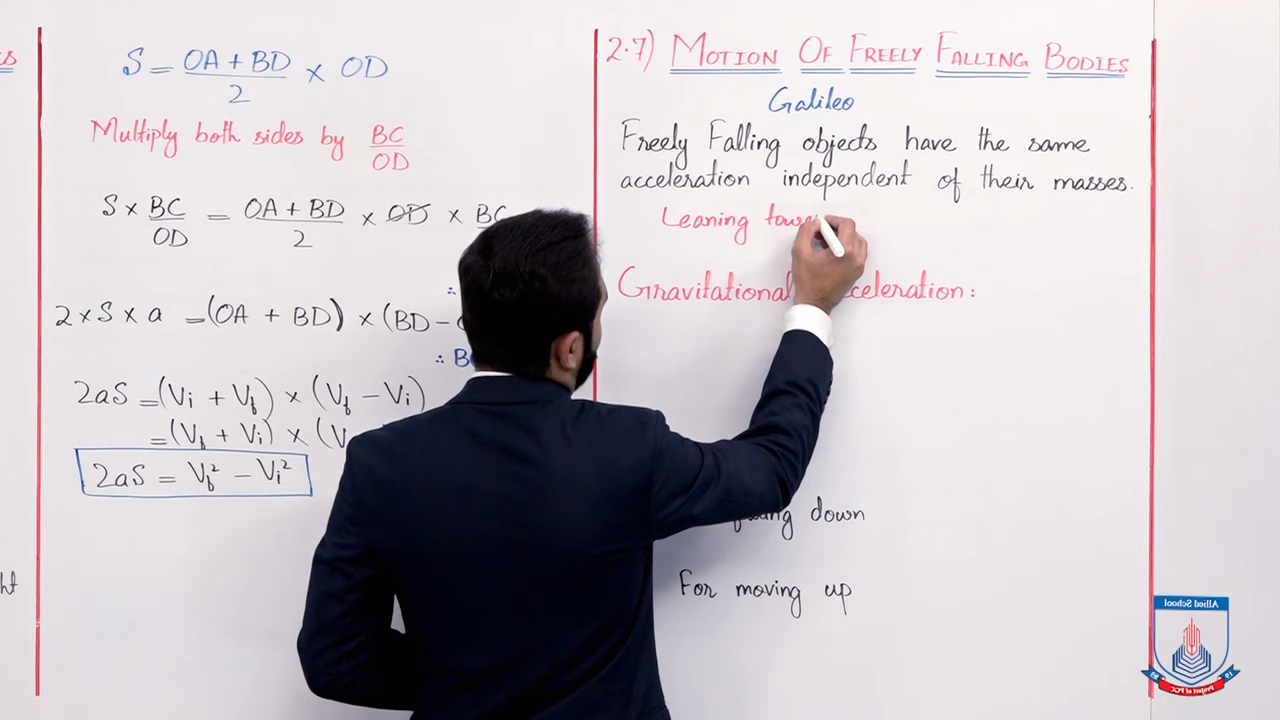 S = OA + BD / 2 × OD
Multiply both sides by BC / OD
S × BC / OD = OA + BD / 2 × OD × BC
2 × S × a = (OA + BD) × (BD −
∴
2aS = (Vi + Vf) × (Vf − Vi)
= (Vf + Vi) × (V
2aS = Vf² − Vi²
2.7) MOTION OF FREELY FALLING BODIES
Galileo
Freely Falling objects have the same
acceleration independent of their masses.
Leaning
Gravitational celeration:
down
For moving up
Allied School
Project of PGC